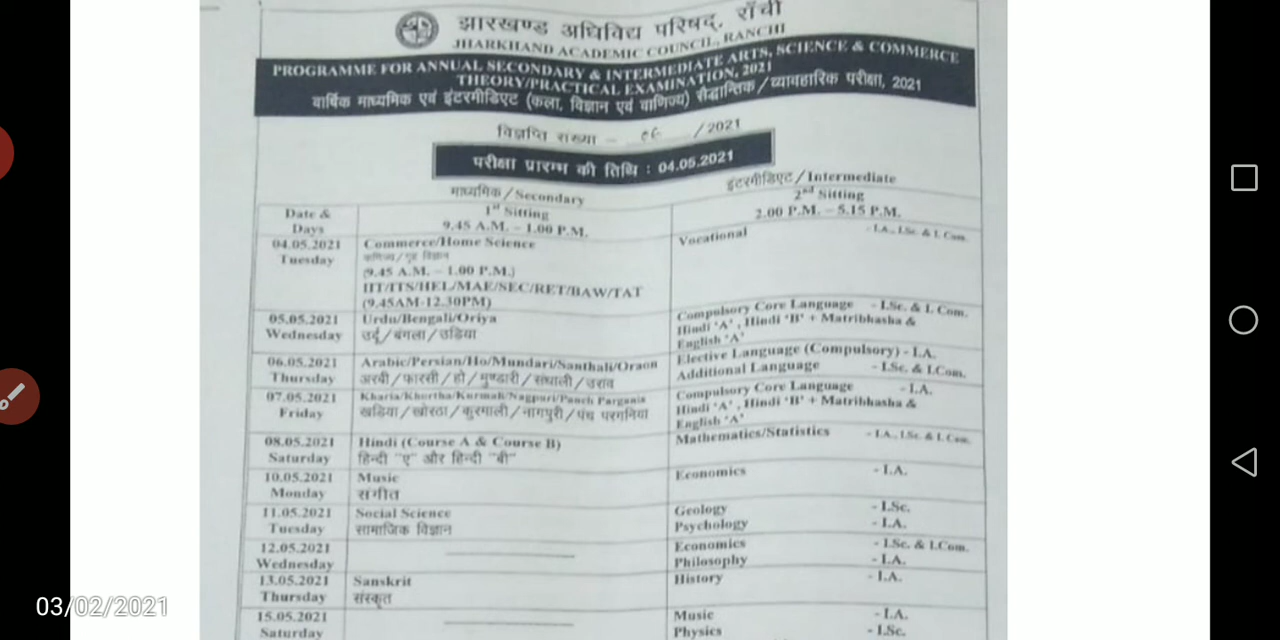 झारखण्ड अधिविद्य परिषद्, राँची
JHARKHAND ACADEMIC COUNCIL, RANCHI
PROGRAMME FOR ANNUAL SECONDARY & INTERMEDIATE ARTS, SCIENCE & COMMERCE
THEORY/PRACTICAL EXAMINATION, 2021
वार्षिक माध्यमिक एवं इंटरमीडिएट (कला, विज्ञान एवं वाणिज्य) सैद्धान्तिक/व्यावहारिक परीक्षा, 2021
विज्ञप्ति संख्या - /2021
परीक्षा प्रारम्भ की तिथि : 04.05.2021
माध्यमिक/Secondary इंटरमीडिएट/Intermediate
Date & Days 1st Sitting 2nd Sitting
9.45 A.M. – 1.00 P.M. 2.00 P.M. – 5.15 P.M.
04.05.2021 Commerce/Home Science Vocational - I.A., I.Sc. & I.Com.
Tuesday वाणिज्य/गृह विज्ञान
(9.45 A.M. – 1.00 P.M.)
IIT/ITS/HEL/MAE/SEC/RET/BAW/TAT
(9.45AM-12.30PM)
05.05.2021 Urdu/Bengali/Oriya Compulsory Core Language - I.Sc. & I.Com.
Wednesday उर्दू/बंगला/उडिया Hindi 'A', Hindi 'B' + Matribhasha &
English 'A'
06.05.2021 Arabic/Persian/Ho/Mundari/Santhali/Oraon Elective Language (Compulsory) - I.A.
Thursday अरबी/फारसी/हो/मुण्डारी/संथाली/उराव Additional Language - I.Sc. & I.Com.
07.05.2021 Kharia/Khortha/Kurmali/Nagpuri/Panch Pargania Compulsory Core Language - I.A.
Friday खडिया/खोरठा/कुरमाली/नागपुरी/पंच परगनिया Hindi 'A', Hindi 'B' + Matribhasha &
English 'A'
08.05.2021 Hindi (Course A & Course B) Mathematics/Statistics - I.A., I.Sc. & I.Com.
Saturday हिन्दी "ए" और हिन्दी "बी"
10.05.2021 Music Economics - I.A.
Monday संगीत
11.05.2021 Social Science Geology - I.Sc.
Tuesday सामाजिक विज्ञान Psychology - I.A.
12.05.2021 Economics - I.Sc. & I.Com.
Wednesday Philosophy - I.A.
13.05.2021 Sanskrit History - I.A.
Thursday संस्कृत
15.05.2021 Music - I.A.
Saturday Physics - I.Sc.
03/02/2021